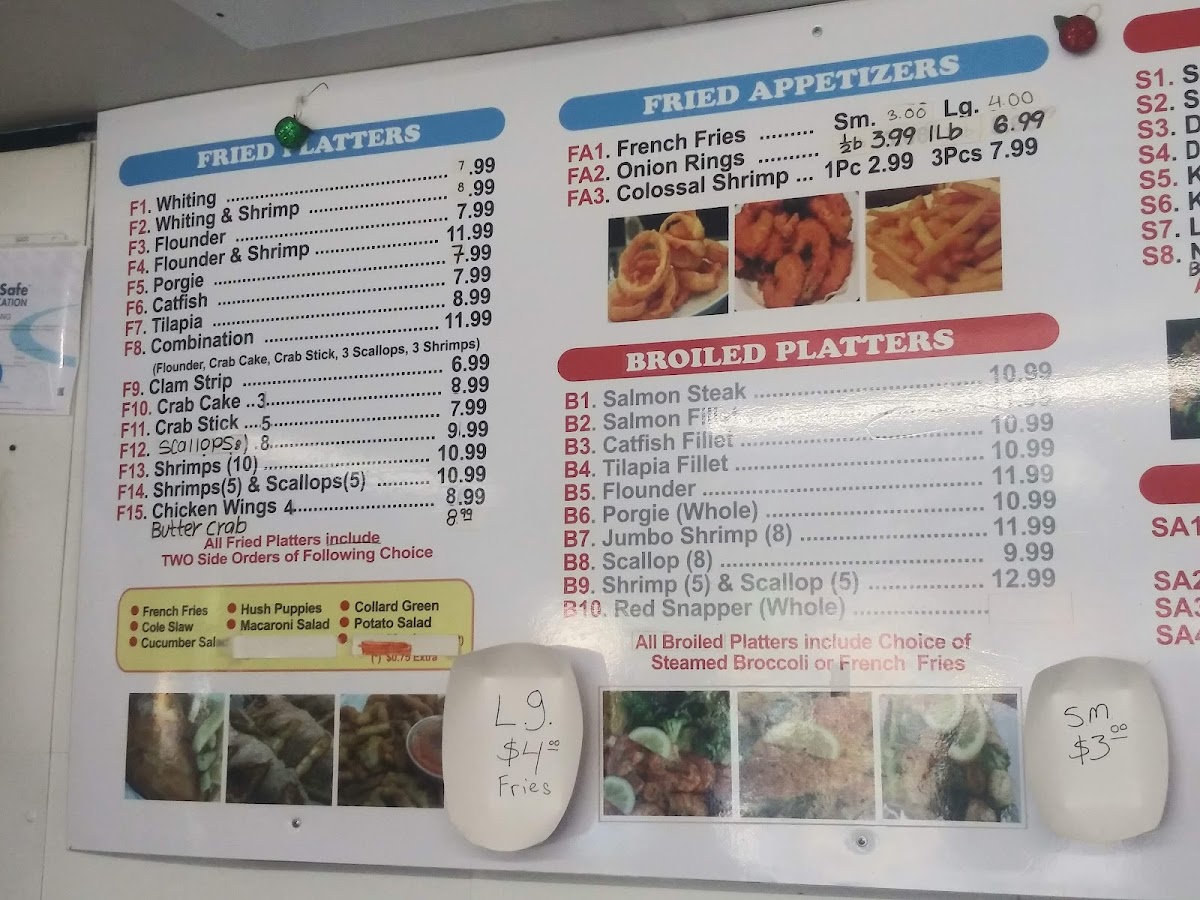 FRIED PLATTERS
F1. Whiting ........ 7.99
F2. Whiting & Shrimp ........ 8.99
F3. Flounder ........ 7.99
F4. Flounder & Shrimp ........ 11.99
F5. Porgie ........ 7.99
F6. Catfish ........ 7.99
F7. Tilapia ........ 8.99
F8. Combination ........ 11.99
(Flounder, Crab Cake, Crab Stick, 3 Scallops, 3 Shrimps)
F9. Clam Strip ........ 6.99
F10. Crab Cake ..3........ 8.99
F11. Crab Stick ...5........ 7.99
F12. Scallops .8........ 9.99
F13. Shrimps (10) ........ 10.99
F14. Shrimps(5) & Scallops(5) .......... 10.99
F15. Chicken Wings 4........ 8.99
Butter Crab 8.99
All Fried Platters include
TWO Side Orders of Following Choice
French Fries
Cole Slaw
Cucumber
Hush Puppies
Macaroni Salad
Collard Green
Potato Salad
(*) $0.75 Extra
Lg.
$4.00
Fries
FRIED APPETIZERS
FA1. French Fries ......... Sm. 3.00 Lg. 4.00
FA2. Onion Rings .......... ½b 3.99 1Lb 6.99
FA3. Colossal Shrimp ... 1Pc 2.99 3Pcs 7.99
BROILED PLATTERS
B1. Salmon Steak ........ 10.99
B2. Salmon Fillet
B3. Catfish Fillet ........ 10.99
B4. Tilapia Fillet ........ 10.99
B5. Flounder ........ 11.99
B6. Porgie (Whole) ........ 10.99
B7. Jumbo Shrimp (8) ........ 11.99
B8. Scallop (8) ........ 9.99
B9. Shrimp (5) & Scallop (5) ........ 12.99
B10. Red Snapper (Whole) ........
All Broiled Platters include Choice of
Steamed Broccoli or French Fries
Sm
$3.00
S1. S
S2. S
S3. D
S4. D
S5. K
S6. K
S7. L
S8. N
SA1
SA2
SA3
SA4